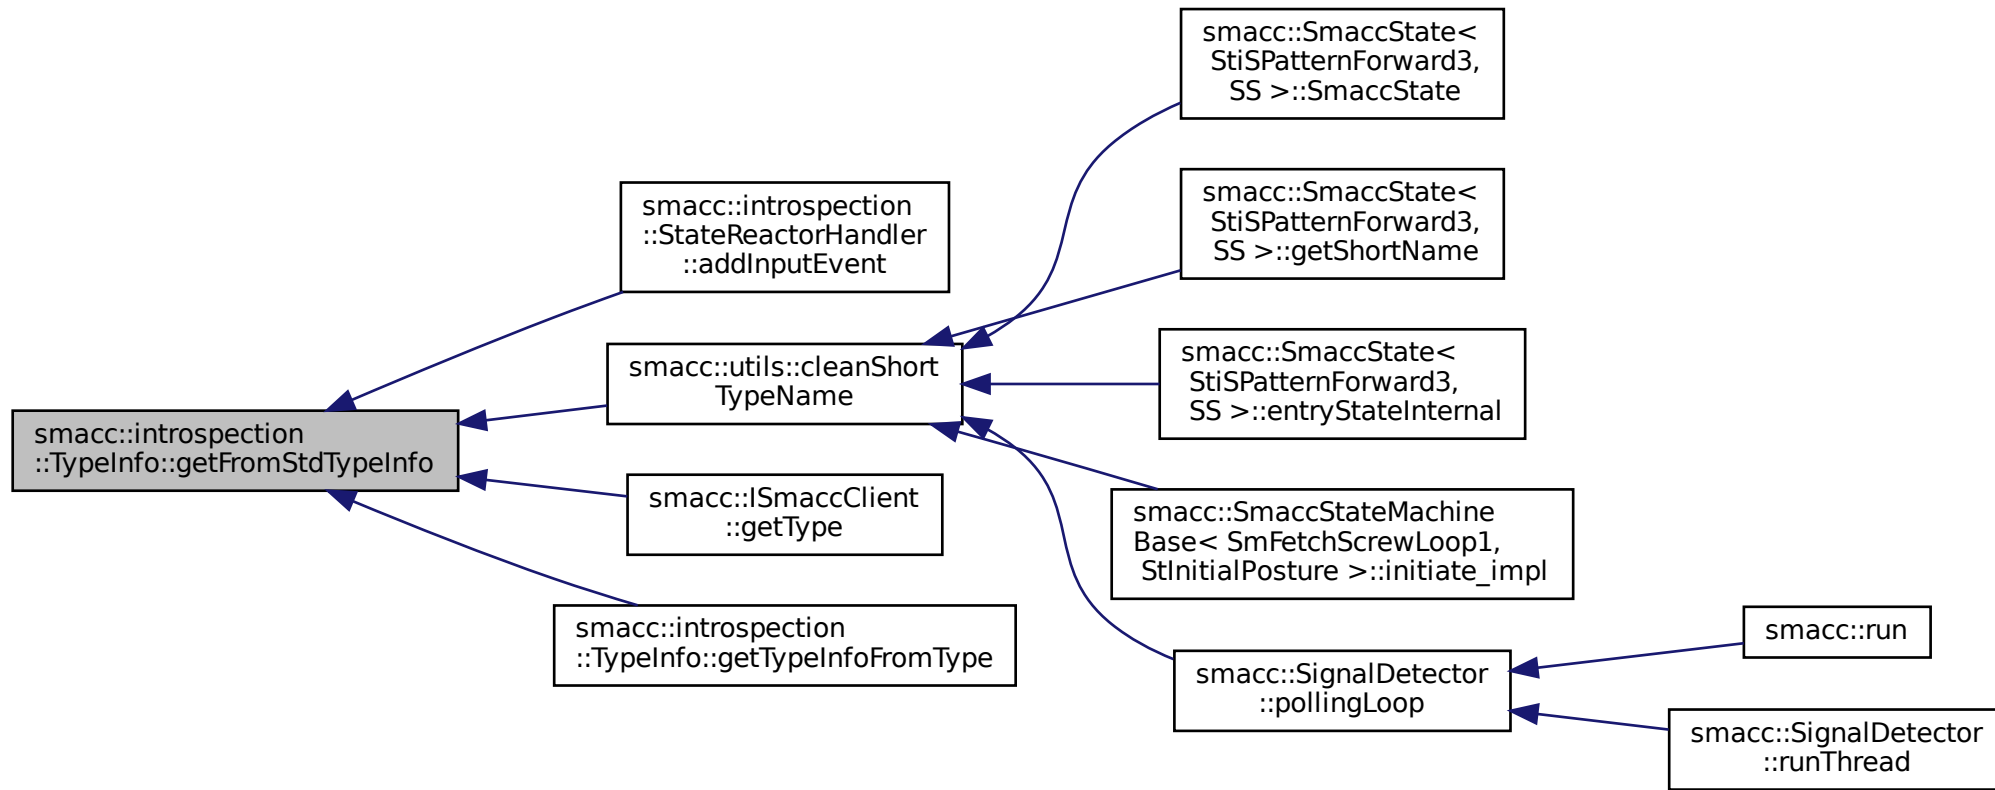 smacc::introspection
::TypeInfo::getFromStdTypeInfo
smacc::introspection
::StateReactorHandler
::addInputEvent
smacc::utils::cleanShort
TypeName
smacc::ISmaccClient
::getType
smacc::introspection
::TypeInfo::getTypeInfoFromType
smacc::SmaccState<
StiSPatternForward3,
SS >::SmaccState
smacc::SmaccState<
StiSPatternForward3,
SS >::getShortName
smacc::SmaccState<
StiSPatternForward3,
SS >::entryStateInternal
smacc::SmaccStateMachine
Base< SmFetchScrewLoop1,
StInitialPosture >::initiate_impl
smacc::SignalDetector
::pollingLoop
smacc::run
smacc::SignalDetector
::runThread